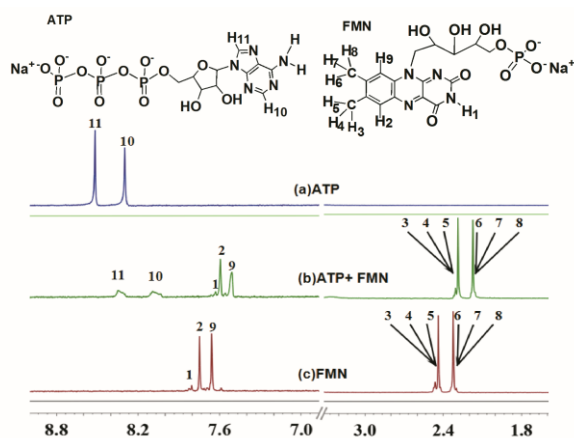 ATP
FMN
H11
N
N
N
N
N
H
H
H10
Na⁺⁻O
P
O⁻
O
O
P
O⁻
O
O
P
O⁻
O
O
O
OH
OH
H8
H7
C
H6
H9
H5
C
H4
H3
H2
N
N
N
N
O
O
H1
HO
OH
OH
O
P
O⁻
O⁻Na⁺
O
11
10
(a)ATP
11
10
1
2
9
3
4
5
6
7
8
(b)ATP+ FMN
1
2
9
3
4
5
6
7
8
(c)FMN
8.8
8.2
7.6
7.0
3.0
2.4
1.8